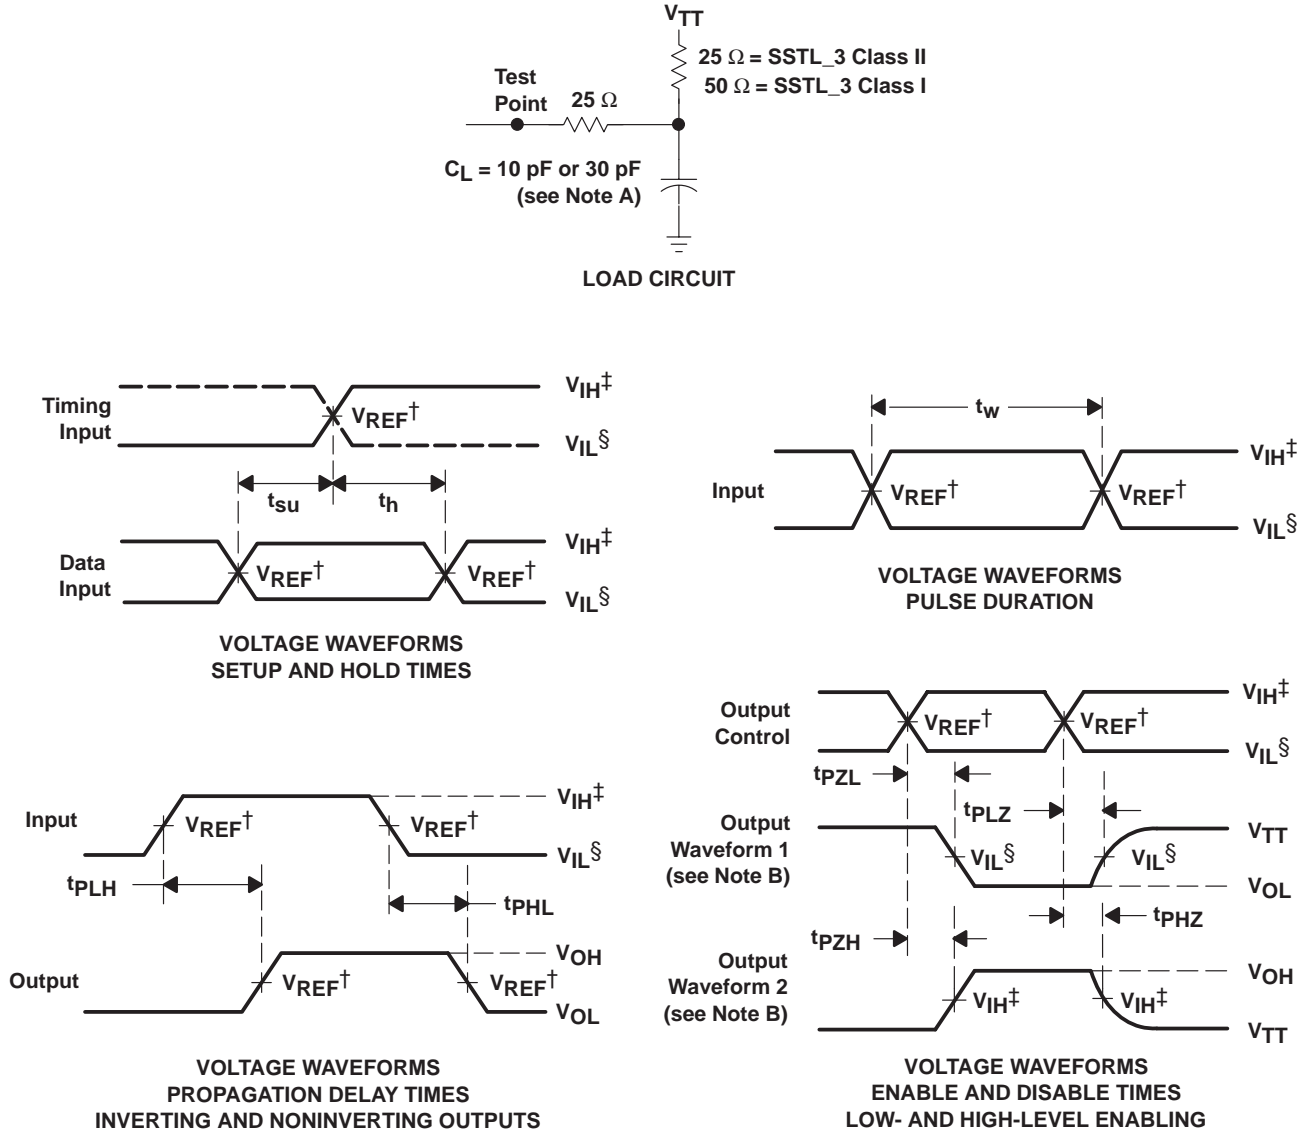 VTT
25 Ω = SSTL_3 Class II
50 Ω = SSTL_3 Class I
Test
Point
25 Ω
CL = 10 pF or 30 pF
(see Note A)
LOAD CIRCUIT
Timing
Input
VIH‡
VREF†
VIL§
tsu
th
Data
Input
VIH‡
VREF†
VREF†
VIL§
VOLTAGE WAVEFORMS
SETUP AND HOLD TIMES
tw
Input
VIH‡
VREF†
VREF†
VIL§
VOLTAGE WAVEFORMS
PULSE DURATION
Input
VIH‡
VREF†
VREF†
VIL§
tPLH
tPHL
Output
VOH
VREF†
VREF†
VOL
VOLTAGE WAVEFORMS
PROPAGATION DELAY TIMES
INVERTING AND NONINVERTING OUTPUTS
Output
Control
VIH‡
VREF†
VREF†
VIL§
tPZL
tPLZ
Output
Waveform 1
(see Note B)
VTT
VIL§
VIL§
VOL
tPZH
tPHZ
Output
Waveform 2
(see Note B)
VOH
VIH‡
VIH‡
VTT
VOLTAGE WAVEFORMS
ENABLE AND DISABLE TIMES
LOW- AND HIGH-LEVEL ENABLING